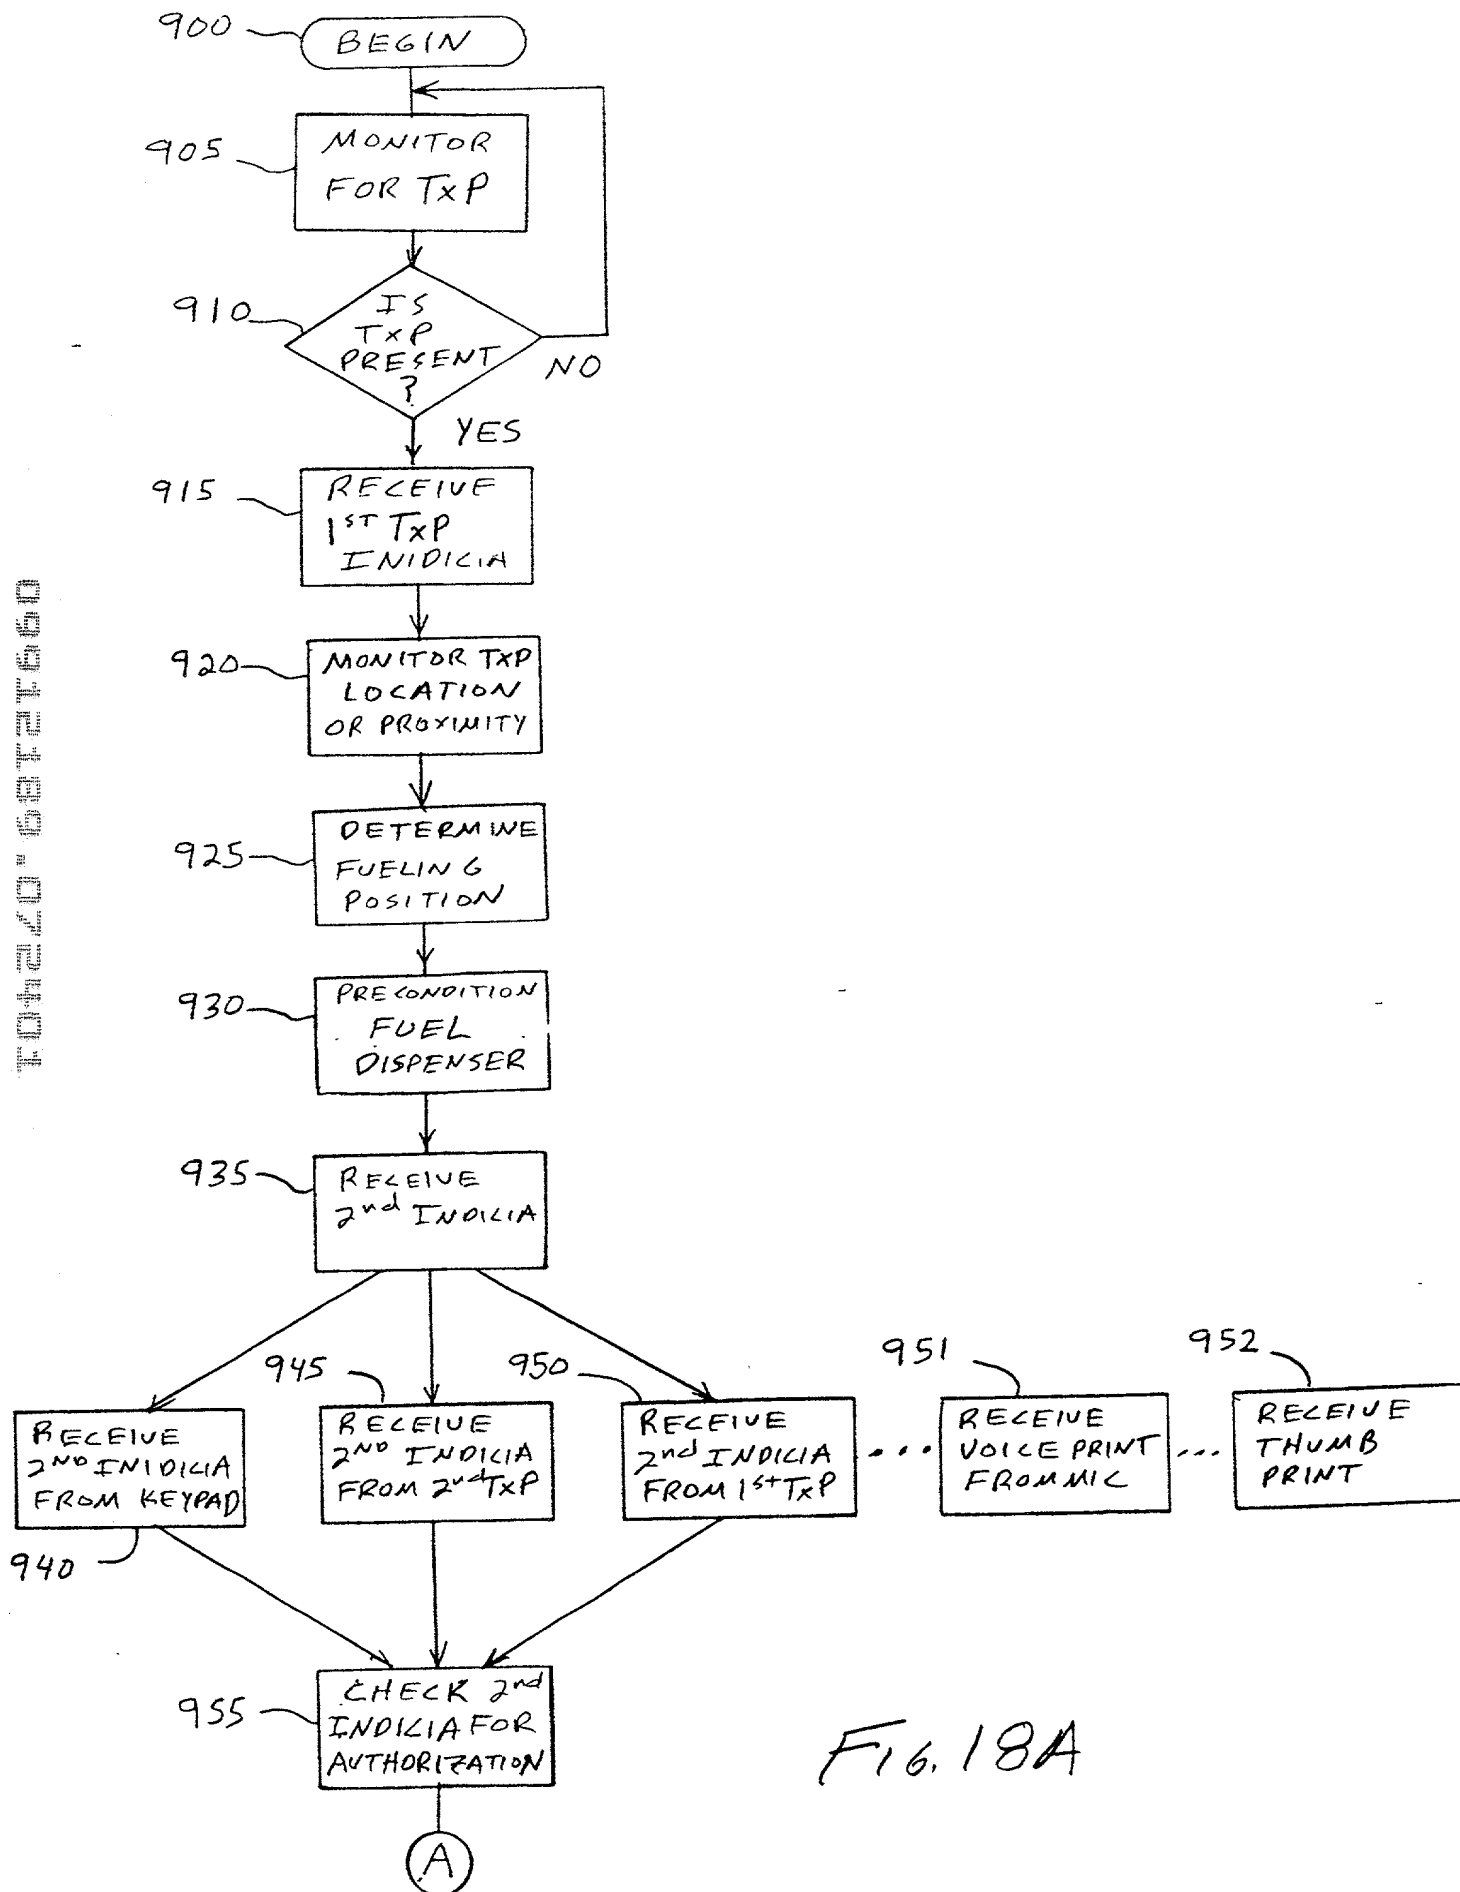 900
BEGIN
905
MONITOR
FOR TxP
910
IS
TxP
PRESENT
?
NO
YES
915
RECEIVE
1ST TxP
INIDICIA
920
MONITOR TXP
LOCATION
OR PROXIMITY
925
DETERMINE
FUELING
POSITION
930
PRECONDITION
FUEL
DISPENSER
935
RECEIVE
2nd INDICIA
940
RECEIVE
2ND INIDICIA
FROM KEYPAD
945
RECEIVE
2ND INDICIA
FROM 2nd TxP
950
RECEIVE
2nd INDICIA
FROM 1st TxP
...
951
RECEIVE
VOICE PRINT
FROM MIC
...
952
RECEIVE
THUMB
PRINT
955
CHECK 2nd
INDICIA FOR
AUTHORIZATION
A
FIG. 18A
09912189.072401